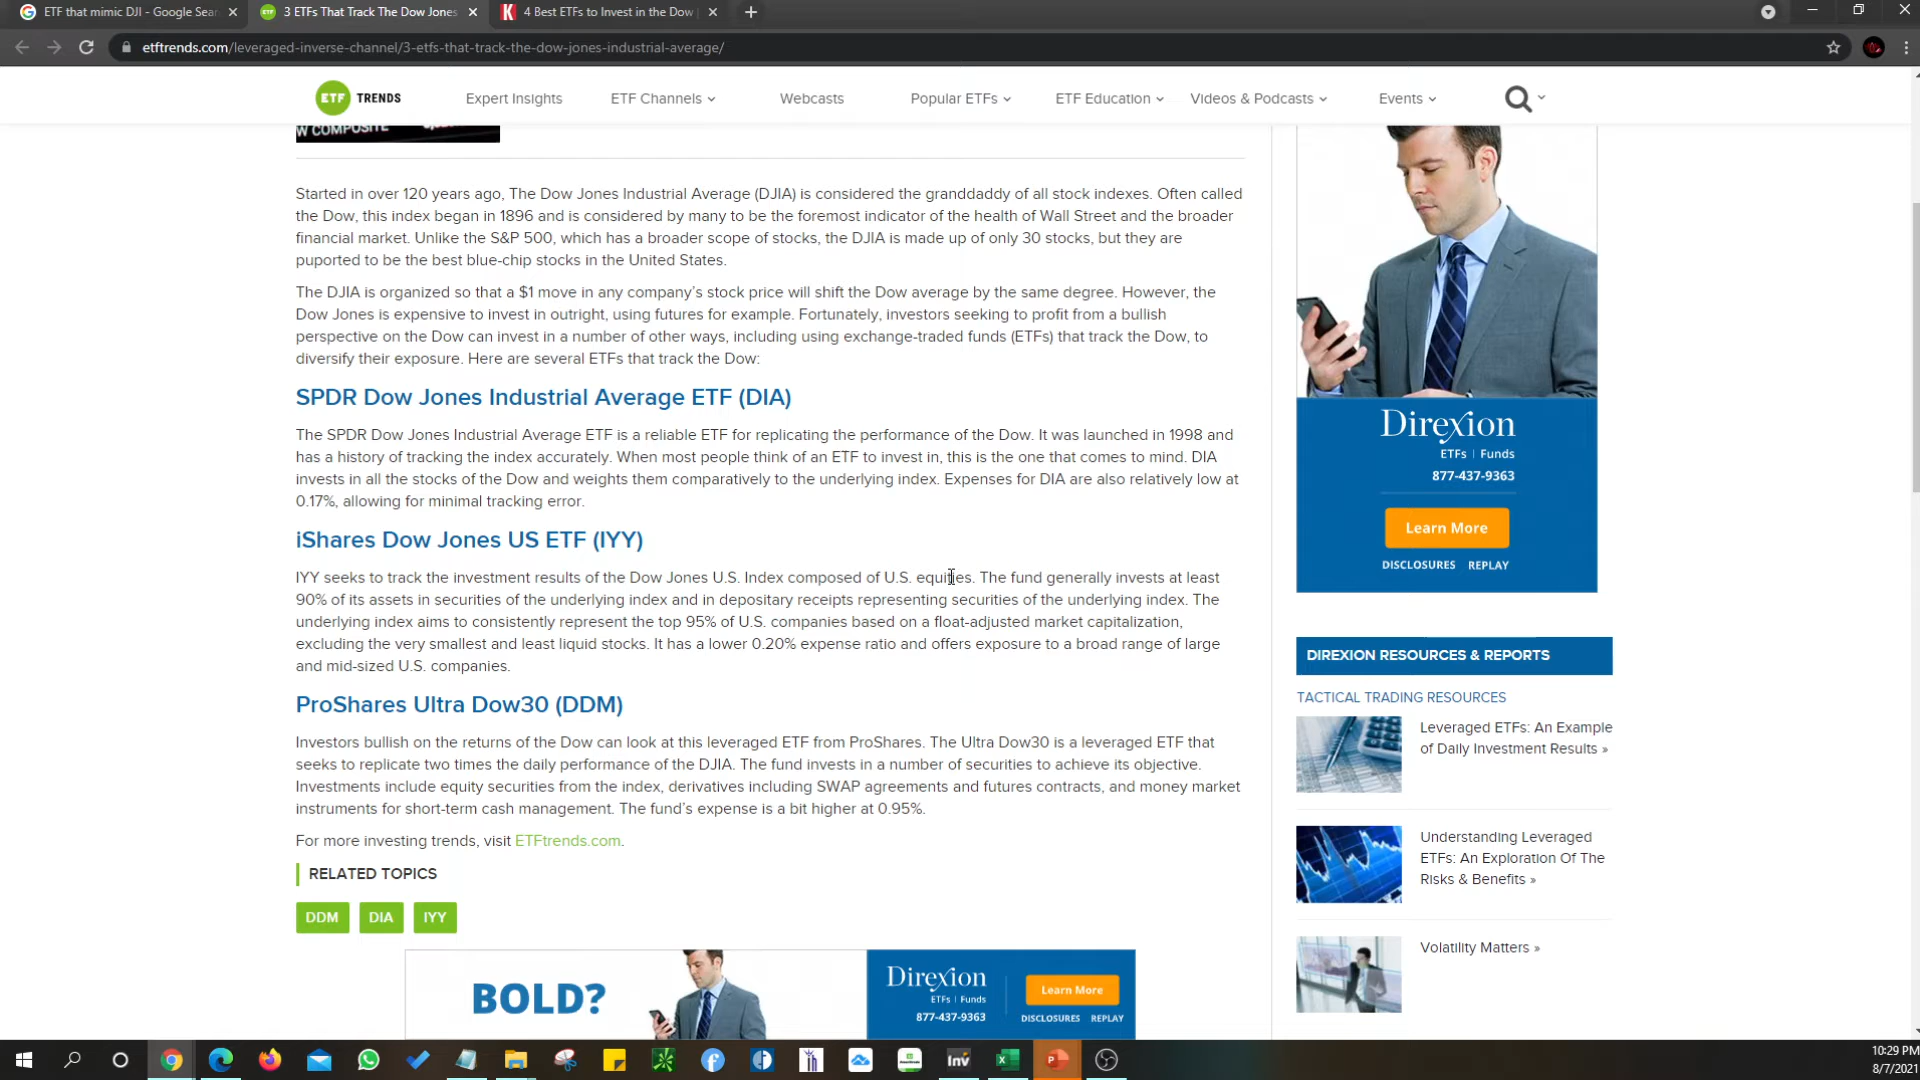 ETF that mimic DJI - Google Sear
3 ETFs That Track The Dow Jones
4 Best ETFs to Invest in the Dow
etftrends.com/leveraged-inverse-channel/3-etfs-that-track-the-dow-jones-industrial-average/
ETF TRENDS
Expert Insights
ETF Channels
Webcasts
Popular ETFs
ETF Education
Videos & Podcasts
Events
W COMPOSITE
Started in over 120 years ago, The Dow Jones Industrial Average (DJIA) is considered the granddaddy of all stock indexes. Often called
the Dow, this index began in 1896 and is considered by many to be the foremost indicator of the health of Wall Street and the broader
financial market. Unlike the S&P 500, which has a broader scope of stocks, the DJIA is made up of only 30 stocks, but they are
puported to be the best blue-chip stocks in the United States.
The DJIA is organized so that a $1 move in any company's stock price will shift the Dow average by the same degree. However, the
Dow Jones is expensive to invest in outright, using futures for example. Fortunately, investors seeking to profit from a bullish
perspective on the Dow can invest in a number of other ways, including using exchange-traded funds (ETFs) that track the Dow, to
diversify their exposure. Here are several ETFs that track the Dow:
SPDR Dow Jones Industrial Average ETF (DIA)
The SPDR Dow Jones Industrial Average ETF is a reliable ETF for replicating the performance of the Dow. It was launched in 1998 and
has a history of tracking the index accurately. When most people think of an ETF to invest in, this is the one that comes to mind. DIA
invests in all the stocks of the Dow and weights them comparatively to the underlying index. Expenses for DIA are also relatively low at
0.17%, allowing for minimal tracking error.
iShares Dow Jones US ETF (IYY)
IYY seeks to track the investment results of the Dow Jones U.S. Index composed of U.S. equities. The fund generally invests at least
90% of its assets in securities of the underlying index and in depositary receipts representing securities of the underlying index. The
underlying index aims to consistently represent the top 95% of U.S. companies based on a float-adjusted market capitalization,
excluding the very smallest and least liquid stocks. It has a lower 0.20% expense ratio and offers exposure to a broad range of large
and mid-sized U.S. companies.
ProShares Ultra Dow30 (DDM)
Investors bullish on the returns of the Dow can look at this leveraged ETF from ProShares. The Ultra Dow30 is a leveraged ETF that
seeks to replicate two times the daily performance of the DJIA. The fund invests in a number of securities to achieve its objective.
Investments include equity securities from the index, derivatives including SWAP agreements and futures contracts, and money market
instruments for short-term cash management. The fund's expense is a bit higher at 0.95%.
For more investing trends, visit ETFtrends.com.
RELATED TOPICS
DDM
DIA
IYY
BOLD?
Direxion
ETFs | Funds
877-437-9363
Learn More
DISCLOSURES REPLAY
Direxion
ETFs | Funds
877-437-9363
Learn More
DISCLOSURES REPLAY
DIREXION RESOURCES & REPORTS
TACTICAL TRADING RESOURCES
Leveraged ETFs: An Example
of Daily Investment Results »
Understanding Leveraged
ETFs: An Exploration Of The
Risks & Benefits »
Volatility Matters »
Inv
10:29 PM
8/7/2021